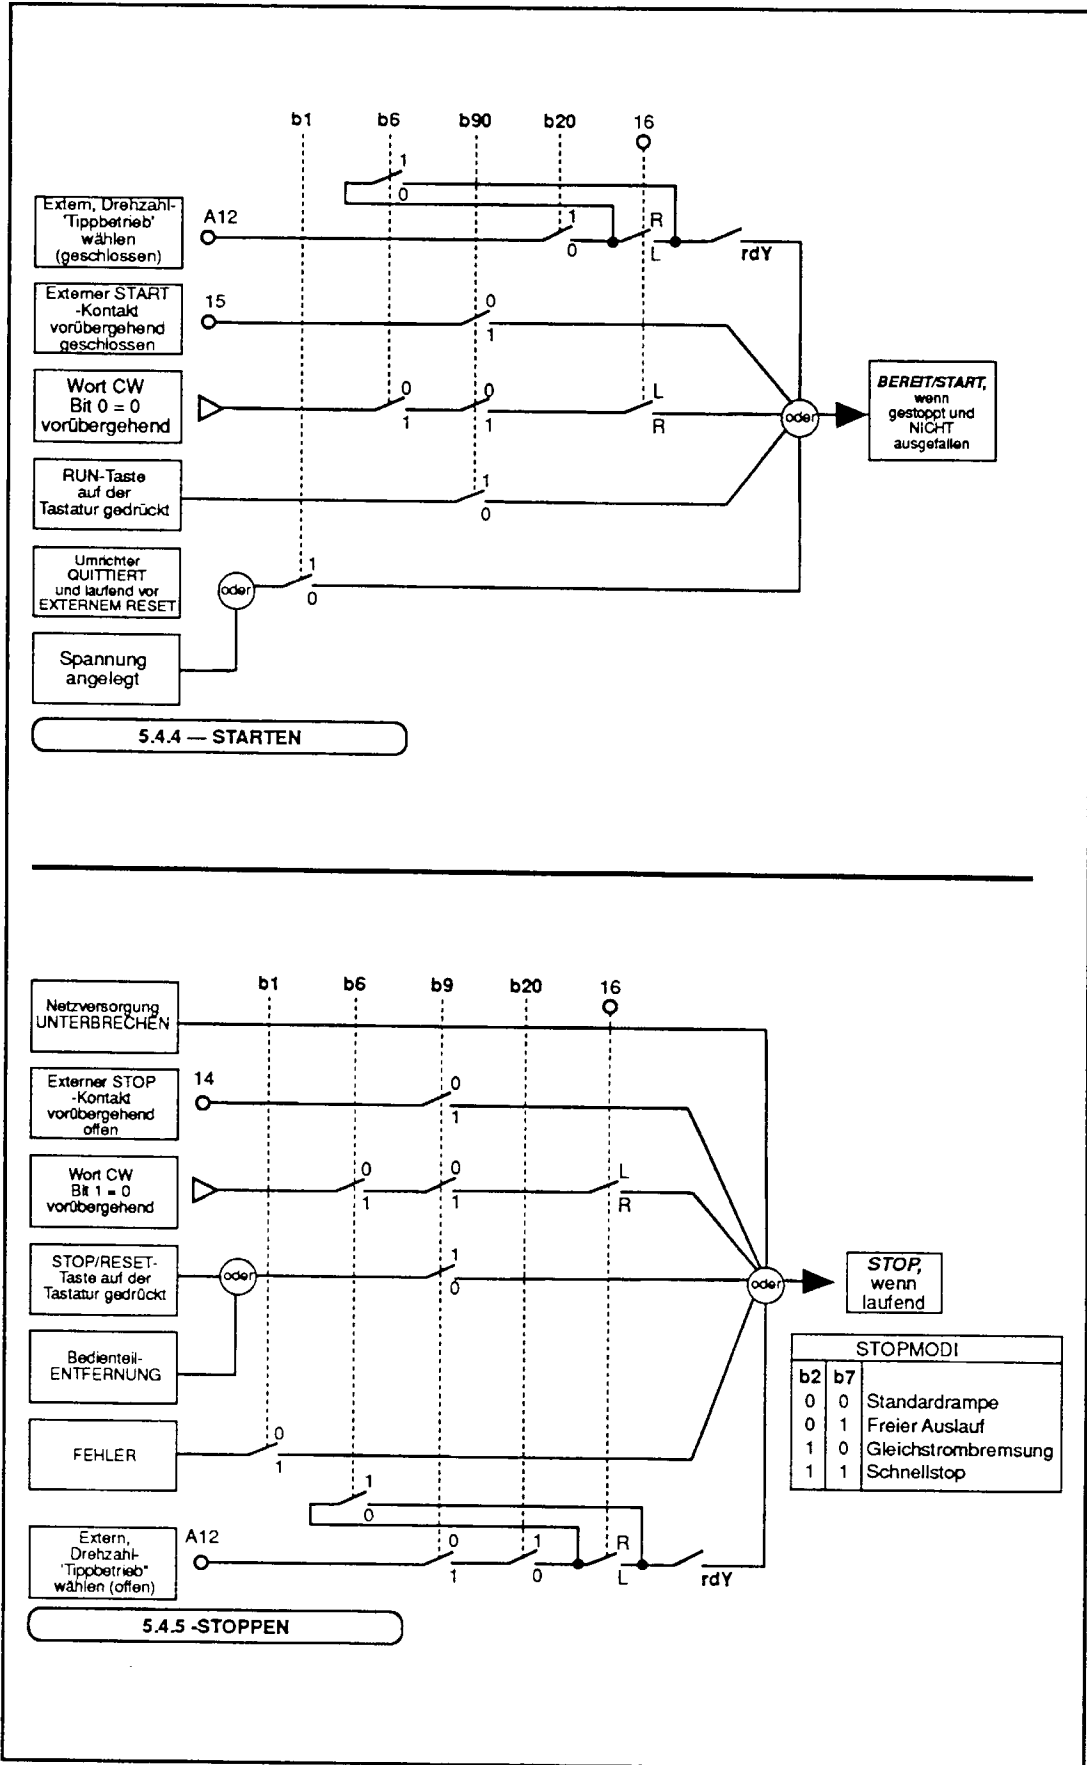 b1 b6 b90 b20 16
1
0
Extern, Drehzahl-
'Tippbetrieb'
wählen
(geschlossen)
A12
1
0
R
L
rdY
Externer START
-Kontakt
vorübergehend
geschlossen
15
0
1
Wort CW
Bit 0 = 0
vorübergehend
0
1
0
1
L
R
oder
BEREIT/START,
wenn
gestoppt und
NICHT
ausgefallen
RUN-Taste
auf der
Tastatur gedrückt
1
0
Umrichter
QUITTIERT
und laufend vor
EXTERNEM RESET
oder
1
0
Spannung
angelegt
5.4.4 — STARTEN
b1 b6 b9 b20 16
Netzversorgung
UNTERBRECHEN
Externer STOP
-Kontakt
vorübergehend
offen
14
0
1
Wort CW
Bit 1 = 0
vorübergehend
0
1
0
1
L
R
STOP/RESET-
Taste auf der
Tastatur gedrückt
oder
1
0
oder
STOP,
wenn
laufend
Bedienteil-
ENTFERNUNG
STOPMODI
b2 b7
0 0 Standardrampe
0 1 Freier Auslauf
1 0 Gleichstrombremsung
1 1 Schnellstop
FEHLER
0
1
1
0
Extern,
Drehzahl-
'Tippbetrieb"
wählen (offen)
A12
0
1
1
0
R
L
rdY
5.4.5 -STOPPEN